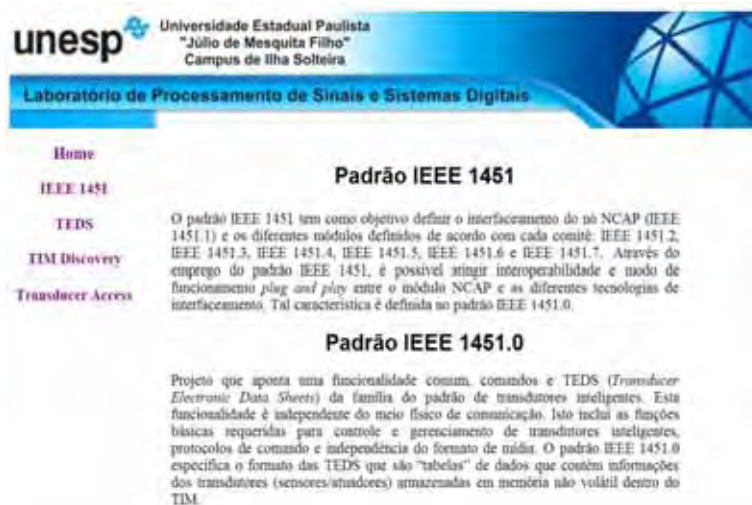 unesp
Universidade Estadual Paulista
"Júlio de Mesquita Filho"
Campus de Ilha Solteira
Laboratório de Processamento de Sinais e Sistemas Digitais
Home
IEEE 1451
TEDS
TIM Discovery
Transducer Access
Padrão IEEE 1451
O padrão IEEE 1451 tem como objetivo definir o interfaceamento do nó NCAP (IEEE
1451.1) e os diferentes módulos definidos de acordo com cada comitê: IEEE 1451.2,
IEEE 1451.3, IEEE 1451.4, IEEE 1451.5, IEEE 1451.6 e IEEE 1451.7. Através do
emprego do padrão IEEE 1451, é possível atingir interoperabilidade e modo de
funcionamento plug and play entre o módulo NCAP e as diferentes tecnologias de
interfaceamento. Tal característica é definida no padrão IEEE 1451.0.
Padrão IEEE 1451.0
Projeto que aponta uma funcionalidade comum, comandos e TEDS (Transducer
Electronic Data Sheets) da família do padrão de transdutores inteligentes. Esta
funcionalidade é independente do meio físico de comunicação. Isto inclui as funções
básicas requeridas para controle e gerenciamento de transdutores inteligentes,
protocolos de comando e independência do formato de mídia. O padrão IEEE 1451.0
especifica o formato das TEDS que são "tabelas" de dados que contém informações
dos transdutores (sensores/atuadores) armazenadas em memória não volátil dentro do
TIM.